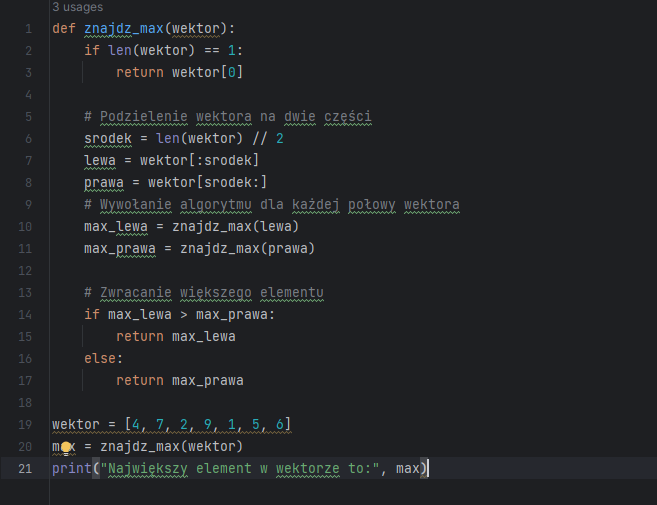 3 usages
1 def znajdz_max(wektor):
2 if len(wektor) == 1:
3 return wektor[0]
4
5 # Podzielenie wektora na dwie części
6 srodek = len(wektor) // 2
7 lewa = wektor[:srodek]
8 prawa = wektor[srodek:]
9 # Wywołanie algorytmu dla każdej połowy wektora
10 max_lewa = znajdz_max(lewa)
11 max_prawa = znajdz_max(prawa)
12
13 # Zwracanie większego elementu
14 if max_lewa > max_prawa:
15 return max_lewa
16 else:
17 return max_prawa
18
19 wektor = [4, 7, 2, 9, 1, 5, 6]
20 max = znajdz_max(wektor)
21 print("Największy element w wektorze to:", max)